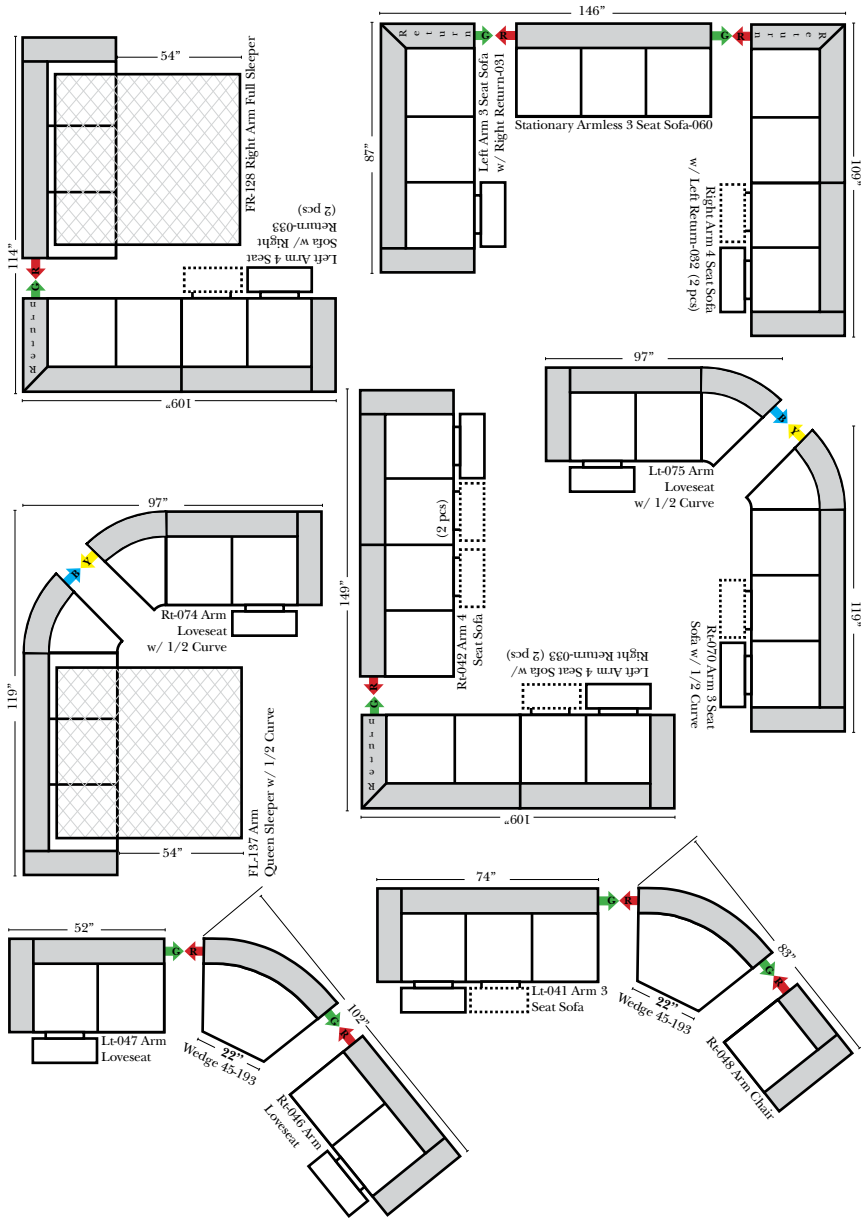 146”
Return
G
R
G
R
Return
87”
Left Arm 3 Seat Sofa
w/ Right Return-031
Stationary Armless 3 Seat Sofa-060
Right Arm 4 Seat Sofa
w/ Left Return-032 (2 pcs)
109”
54”
FR-128 Right Arm Full Sleeper
114”
R
G
Return
Left Arm 4 Seat
Sofa w/ Right
Return-033
(2 pcs)
109”
97”
B
Y
Lt-075 Arm
Loveseat
w/ 1/2 Curve
Rt-070 Arm 3 Seat
Sofa w/ 1/2 Curve
119”
149”
(2 pcs)
Rt-042 Arm 4
Seat Sofa
R
G
Return
Left Arm 4 Seat Sofa w/
Right Return-033 (2 pcs)
109”
97”
B
Y
Rt-074 Arm
Loveseat
w/ 1/2 Curve
119”
54”
FL-137 Arm
Queen Sleeper w/ 1/2 Curve
52”
G
R
Lt-047 Arm
Loveseat
22”
Wedge 45-193
G
R
102”
Rt-046 Arm
Loveseat
74”
G
R
Lt-041 Arm 3
Seat Sofa
22”
Wedge 45-193
G
R
83”
Rt-048 Arm Chair